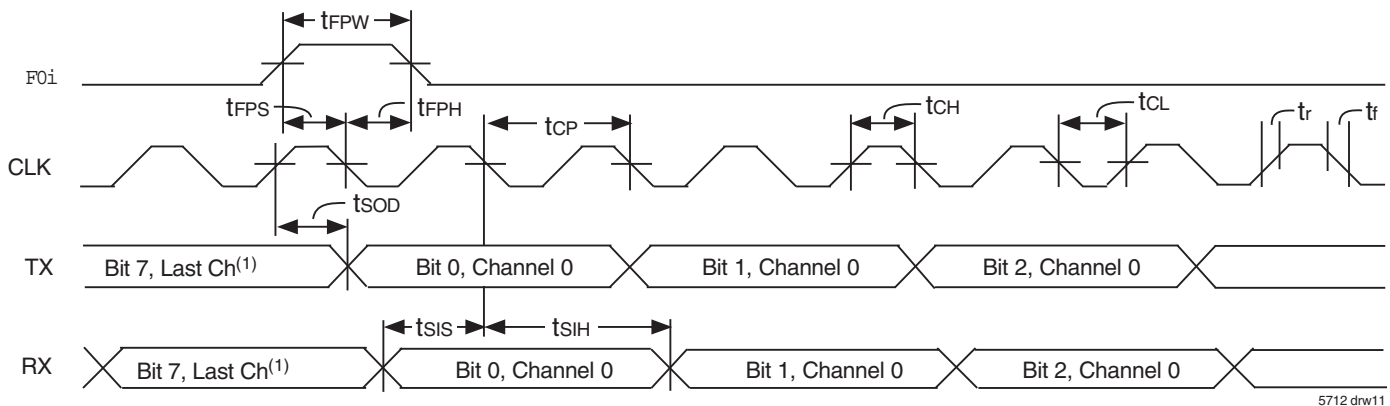 tFPW
F0i
tFPS
tFPH
tCP
tCH
tCL
tr
tf
CLK
tSOD
TX
Bit 7, Last Ch(1)
Bit 0, Channel 0
Bit 1, Channel 0
Bit 2, Channel 0
tSIS
tSIH
RX
Bit 7, Last Ch(1)
Bit 0, Channel 0
Bit 1, Channel 0
Bit 2, Channel 0
5712 drw11